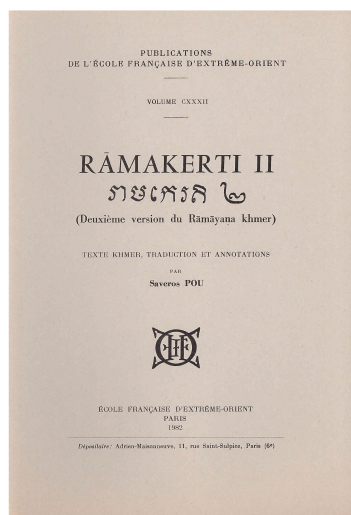 PUBLICATIONS
DE L'ÉCOLE FRANÇAISE D'EXTRÊME-ORIENT
VOLUME CXXXII
RĀMAKERTI II
រាមកេរតិ ២
(Deuxième version du Rāmāyaṇa khmer)
TEXTE KHMER, TRADUCTION ET ANNOTATIONS
PAR
Saveros POU
ÉCOLE FRANÇAISE D'EXTRÊME-ORIENT
PARIS
1982
Dépositaire: Adrien-Maisonneuve, 11, rue Saint-Sulpice, Paris (6e)